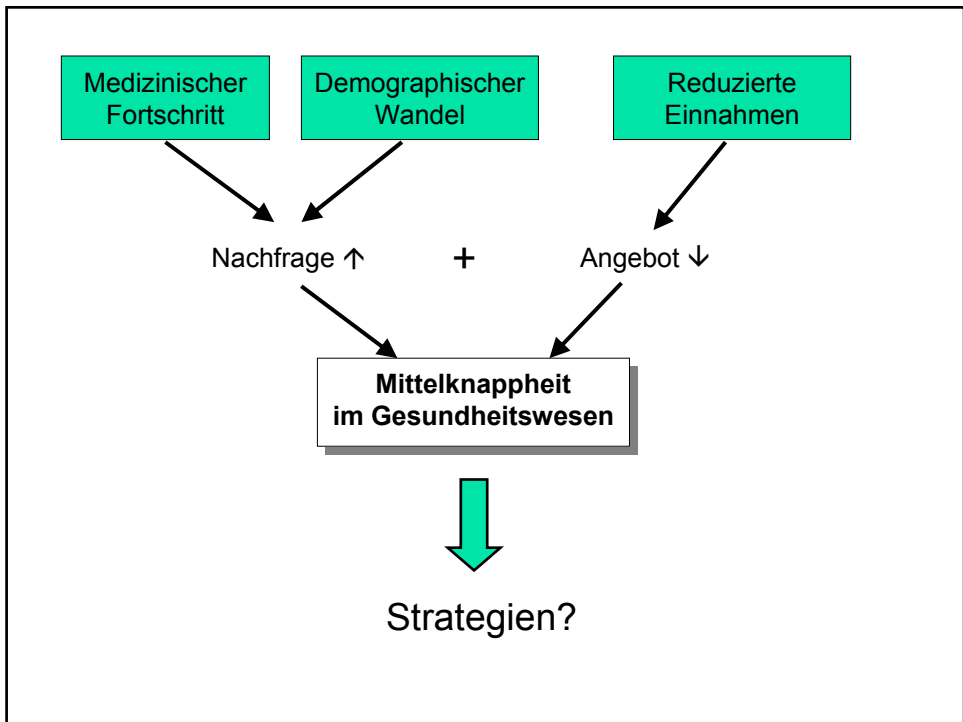 Medizinischer
Fortschritt
Demographischer
Wandel
Reduzierte
Einnahmen
Nachfrage ↑ + Angebot ↓
Mittelknappheit
im Gesundheitswesen
Strategien?